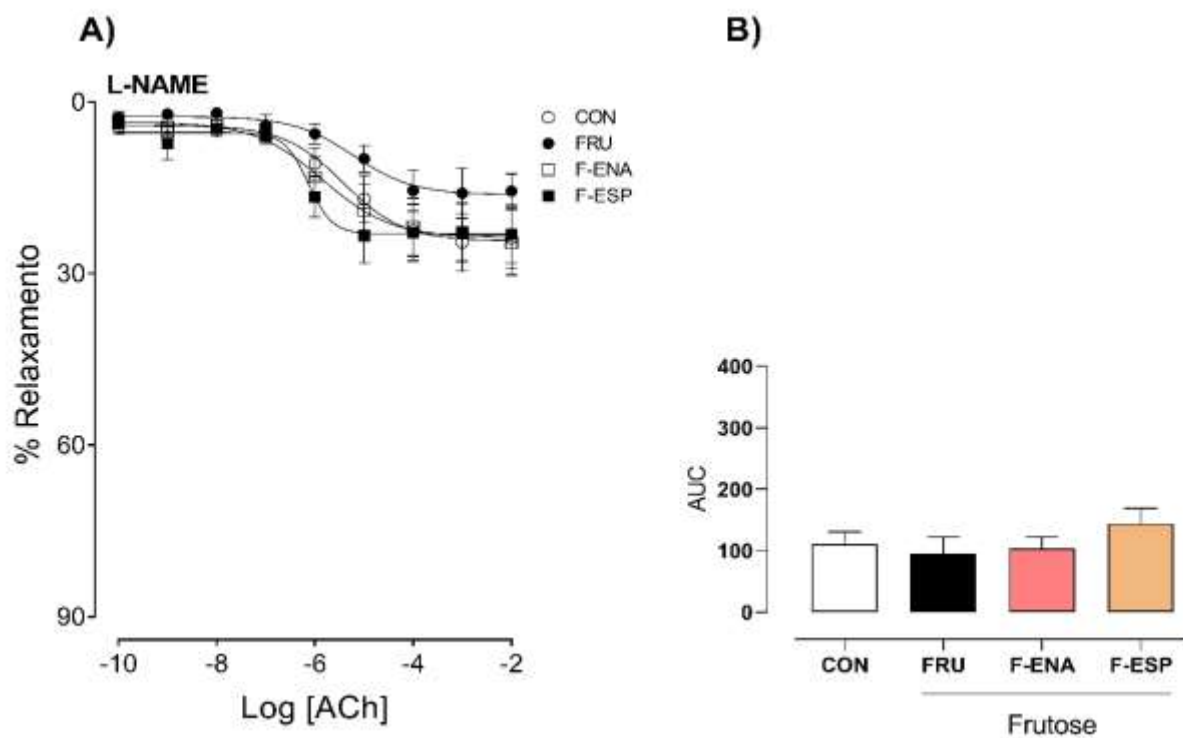 A)
L-NAME
0
30
60
90
% Relaxamento
-10 -8 -6 -4 -2
Log [ACh]
CON
FRU
F-ENA
F-ESP
B)
400
300
200
100
0
AUC
CON FRU F-ENA F-ESP
Frutose